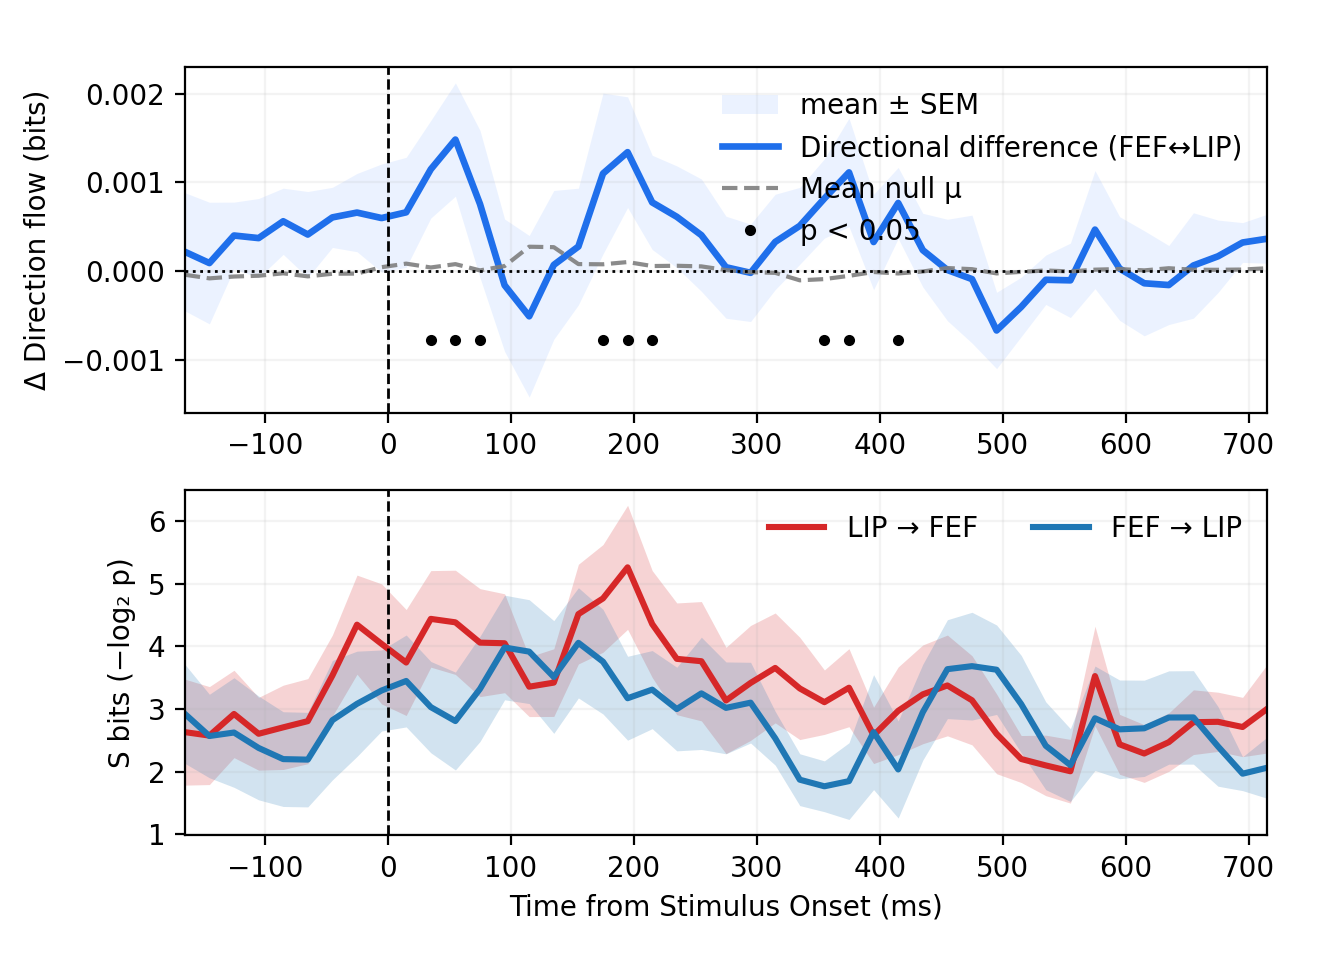 0.002
0.001
0.000
−0.001
Δ Direction flow (bits)
mean ± SEM
Directional difference (FEF↔LIP)
Mean null μ
p < 0.05
−100 0 100 200 300 400 500 600 700
6
5
4
3
2
1
S bits (−log₂ p)
LIP → FEF FEF → LIP
−100 0 100 200 300 400 500 600 700
Time from Stimulus Onset (ms)